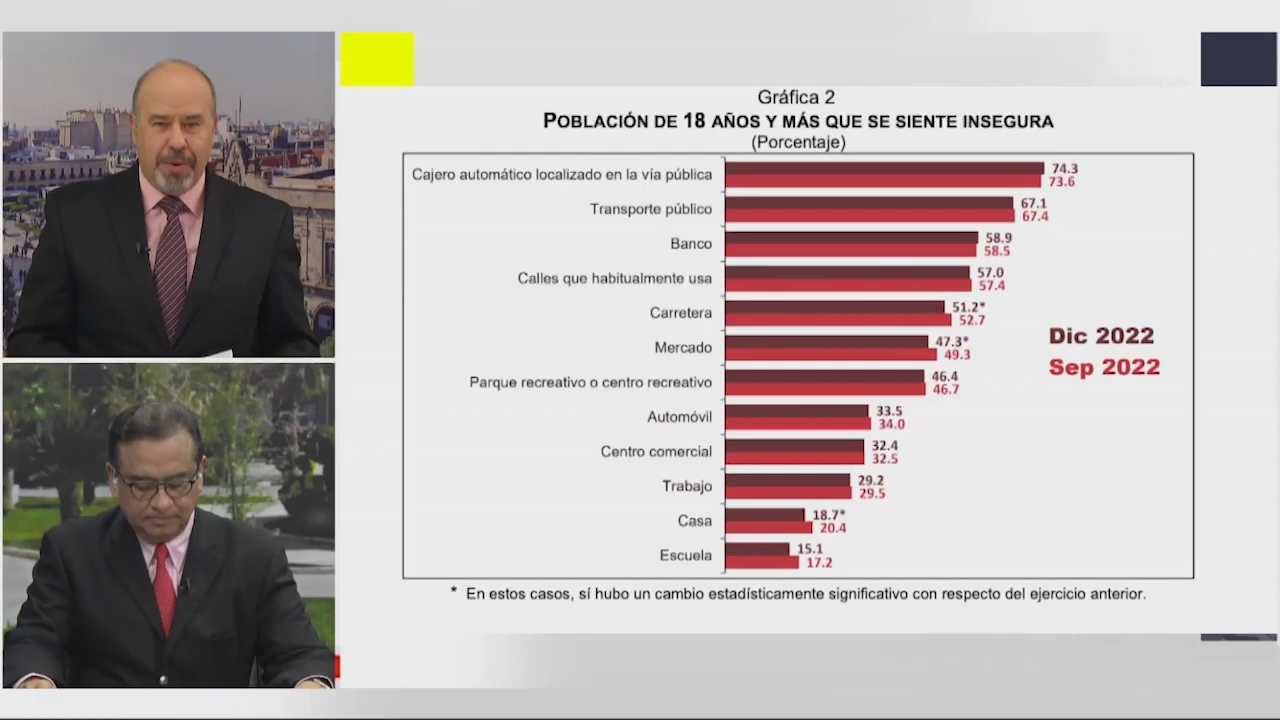 Gráfica 2
POBLACIÓN DE 18 AÑOS Y MÁS QUE SE SIENTE INSEGURA
(Porcentaje)
Cajero automático localizado en la vía pública 74.3 73.6
Transporte público 67.1 67.4
Banco 58.9 58.5
Calles que habitualmente usa 57.0 57.4
Carretera 51.2* 52.7
Mercado 47.3* 49.3
Dic 2022
Sep 2022
Parque recreativo o centro recreativo 46.4 46.7
Automóvil 33.5 34.0
Centro comercial 32.4 32.5
Trabajo 29.2 29.5
Casa 18.7* 20.4
Escuela 15.1 17.2
* En estos casos, sí hubo un cambio estadísticamente significativo con respecto del ejercicio anterior.